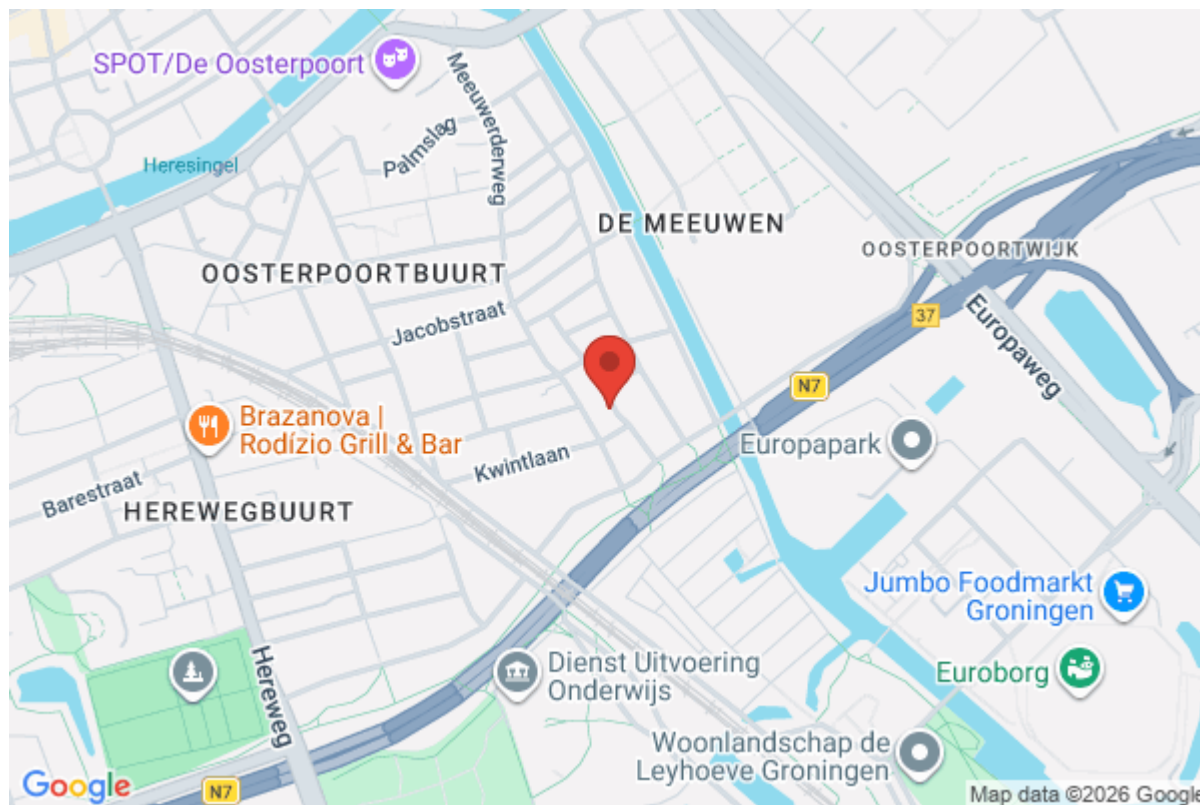 SPOT/De Oosterpoort
Meeuwerderweg
Palmslag
Heresingel
DE MEEUWEN
OOSTERPOORTWIJK
OOSTERPOORTBUURT
37
Europaweg
Jacobstraat
N7
Brazanova |
Rodízio Grill & Bar
Europapark
Kwintlaan
Barestraat
HEREWEGBUURT
Jumbo Foodmarkt
Groningen
Hereweg
Dienst Uitvoering
Onderwijs
Euroborg
Woonlandschap de
Leyhoeve Groningen
Google
N7
Map data ©2026 Google